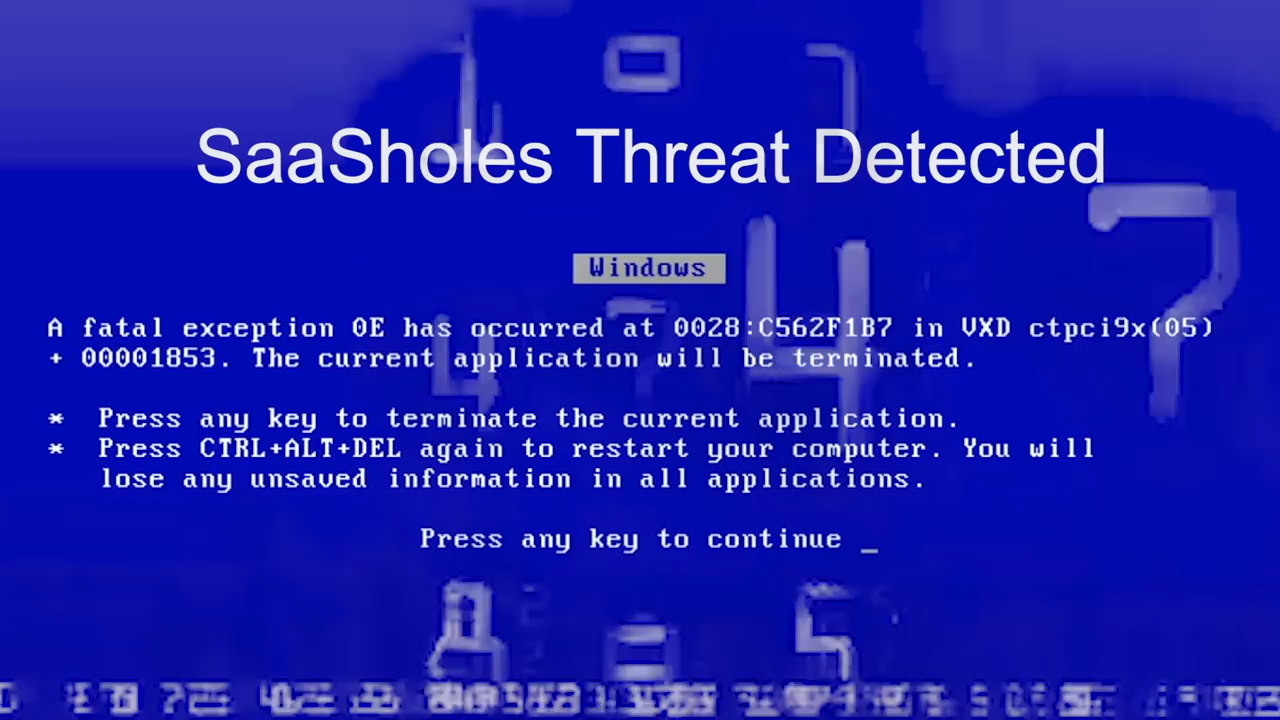 SaaSholes Threat Detected
Windows
A fatal exception 0E has occurred at 0028:C562F1B7 in VXD ctpci9x(05)
+ 00001853. The current application will be terminated.
* Press any key to terminate the current application.
* Press CTRL+ALT+DEL again to restart your computer. You will
lose any unsaved information in all applications.
Press any key to continue _